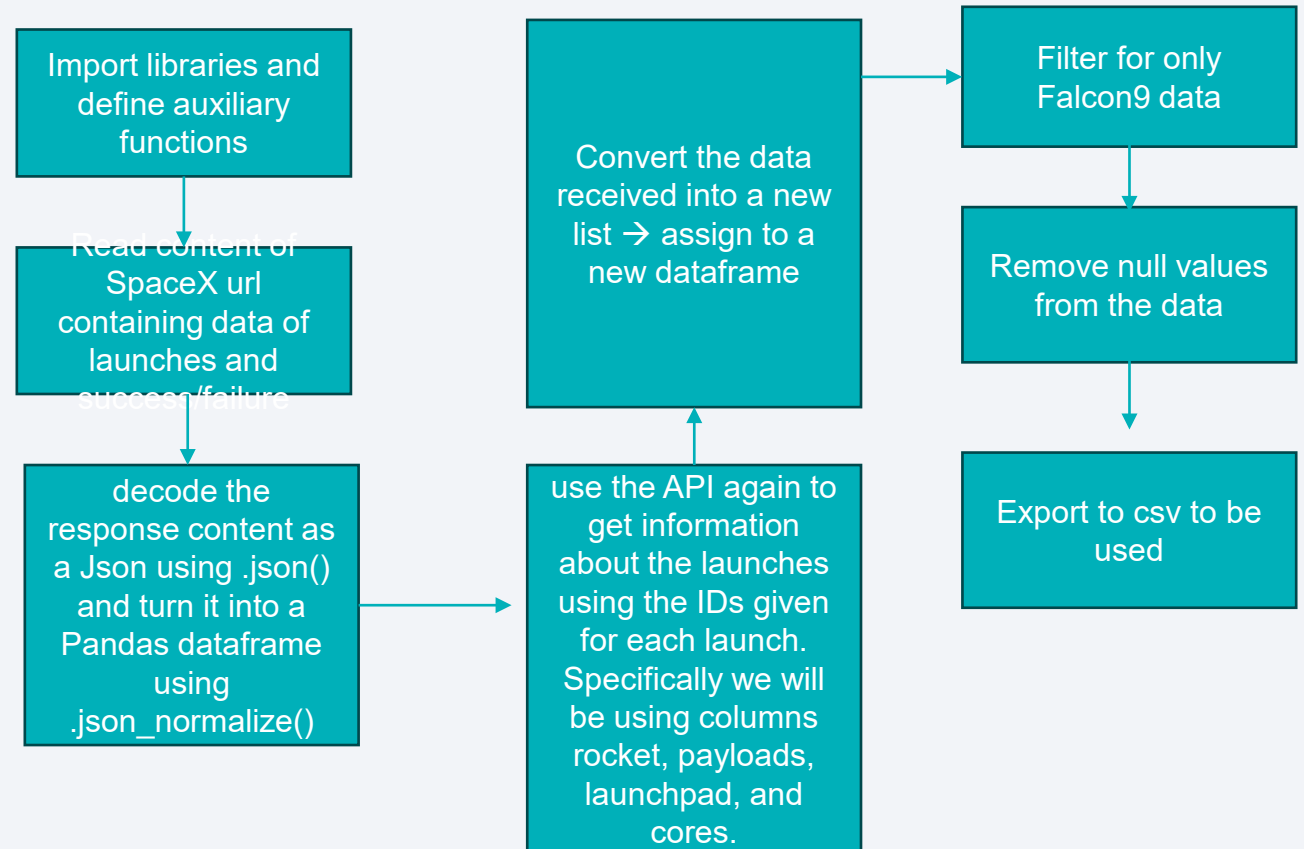 Import libraries and
define auxiliary
functions
Read content of
SpaceX url
containing data of
launches and
success/failure
decode the
response content as
a Json using .json()
and turn it into a
Pandas dataframe
using
.json_normalize()
use the API again to
get information
about the launches
using the IDs given
for each launch.
Specifically we will
be using columns
rocket, payloads,
launchpad, and
cores.
Convert the data
received into a new
list → assign to a
new dataframe
Filter for only
Falcon9 data
Remove null values
from the data
Export to csv to be
used